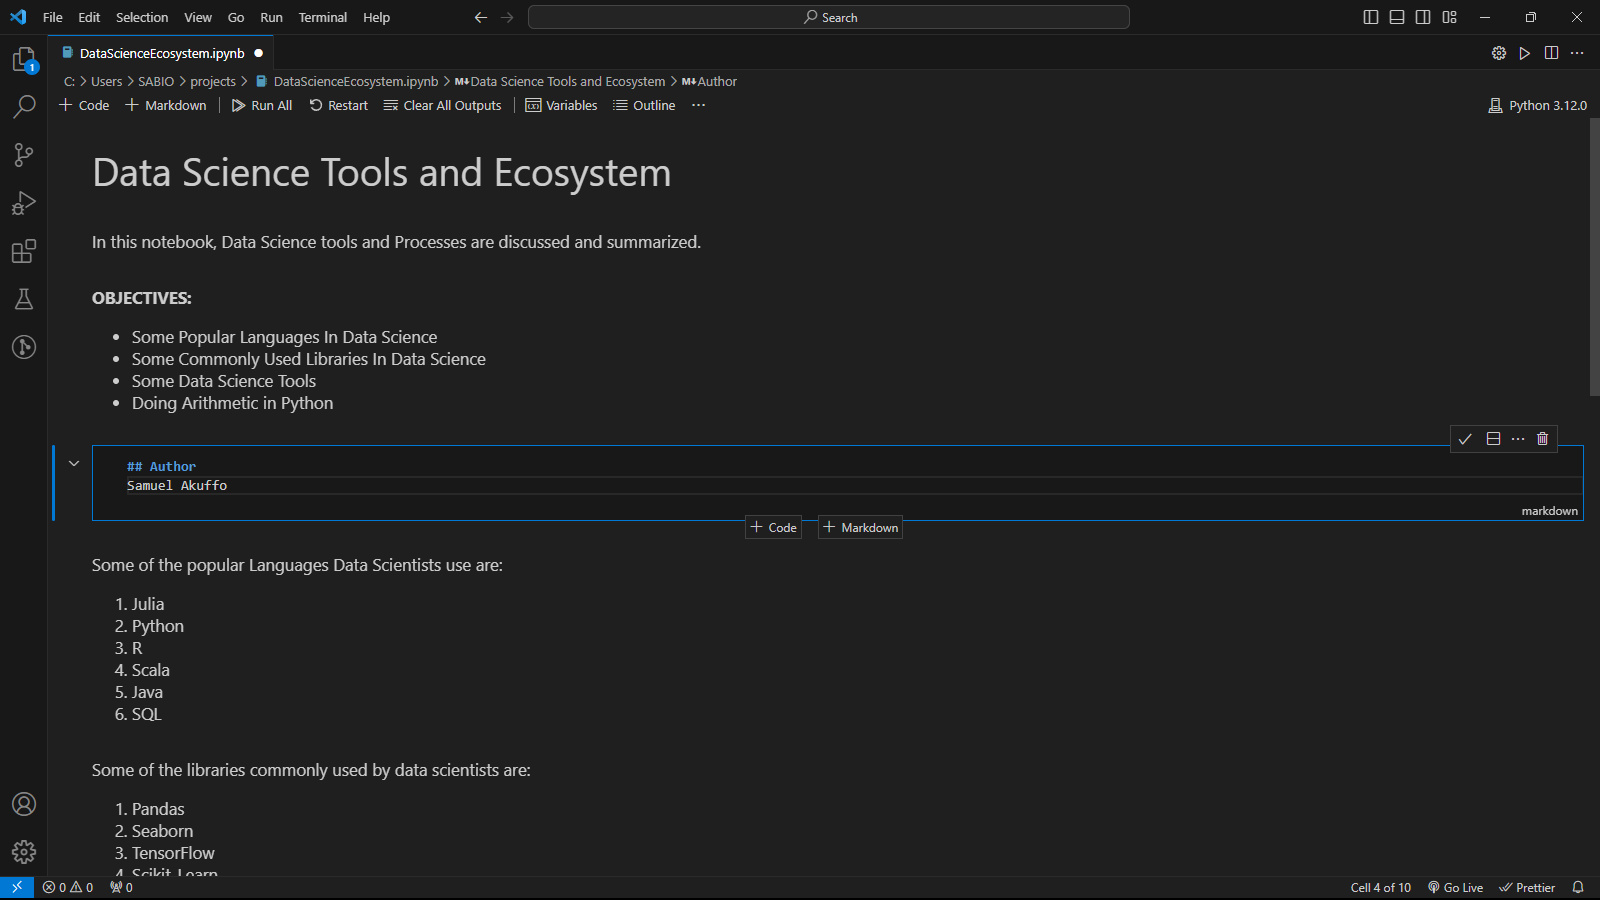 File Edit Selection View Go Run Terminal Help
Search
1
DataScienceEcosystem.ipynb
C: > Users > SABIO > projects > DataScienceEcosystem.ipynb > M↓Data Science Tools and Ecosystem > M↓Author
+ Code + Markdown Run All Restart Clear All Outputs Variables Outline ···
Python 3.12.0
Data Science Tools and Ecosystem
In this notebook, Data Science tools and Processes are discussed and summarized.
OBJECTIVES:
• Some Popular Languages In Data Science
• Some Commonly Used Libraries In Data Science
• Some Data Science Tools
• Doing Arithmetic in Python
## Author
Samuel Akuffo
markdown
+ Code + Markdown
Some of the popular Languages Data Scientists use are:
1. Julia
2. Python
3. R
4. Scala
5. Java
6. SQL
Some of the libraries commonly used by data scientists are:
1. Pandas
2. Seaborn
3. TensorFlow
4. Scikit-Learn
0 0 0
Cell 4 of 10 Go Live Prettier